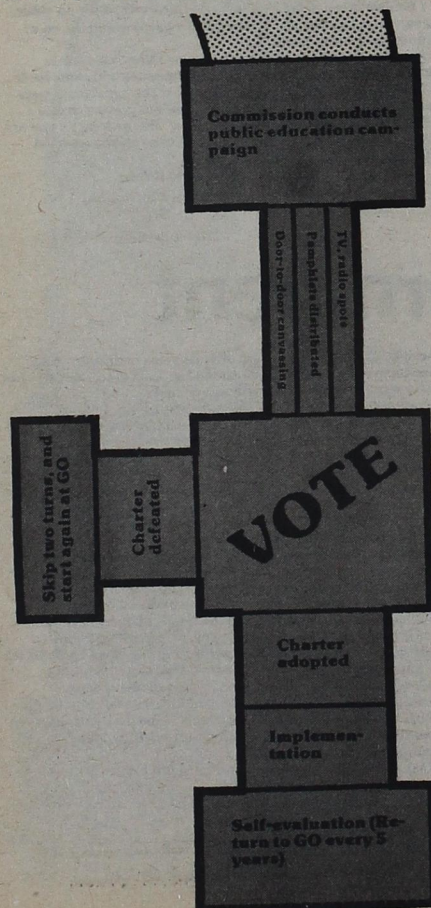 Commission conducts
public education cam-
paign
Door-to-door canvassing
Pamphlets distributed
TV, radio spots
VOTE
Charter
defeated
Skip two turns, and
start again at GO
Charter
adopted
Implemen-
tation
Self-evaluation (Re-
turn to GO every 5
years)